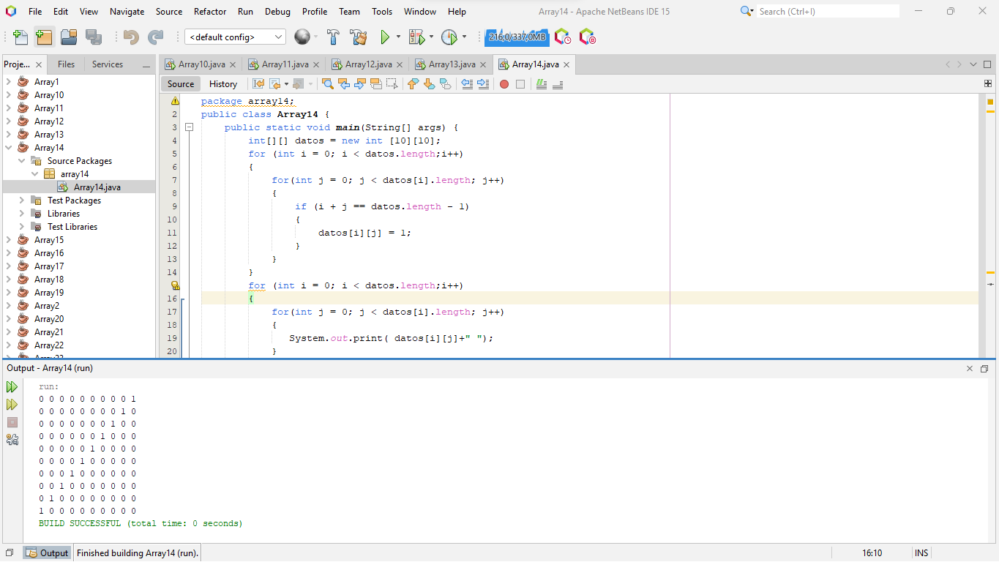 File Edit View Navigate Source Refactor Run Debug Profile Team Tools Window Help Array14 - Apache NetBeans IDE 15 Search (Ctrl+I)
<default config> 216,0/337,0MB
Proje... Files Services
Array1
Array10
Array11
Array12
Array13
Array14
Source Packages
array14
Array14.java
Test Packages
Libraries
Test Libraries
Array15
Array16
Array17
Array18
Array19
Array2
Array20
Array21
Array22
Array10.java Array11.java Array12.java Array13.java Array14.java
Source History
package array14;
2 public class Array14 {
3 public static void main(String[] args) {
4 int[][] datos = new int [10][10];
5 for (int i = 0; i < datos.length;i++)
6 {
7 for(int j = 0; j < datos[i].length; j++)
8 {
9 if (i + j == datos.length - 1)
10 {
11 datos[i][j] = 1;
12 }
13 }
14 }
for (int i = 0; i < datos.length;i++)
16 {
17 for(int j = 0; j < datos[i].length; j++)
18 {
19 System.out.print( datos[i][j]+" ");
20 }
Output - Array14 (run)
run:
0 0 0 0 0 0 0 0 0 1
0 0 0 0 0 0 0 0 1 0
0 0 0 0 0 0 0 1 0 0
0 0 0 0 0 0 1 0 0 0
0 0 0 0 0 1 0 0 0 0
0 0 0 0 1 0 0 0 0 0
0 0 0 1 0 0 0 0 0 0
0 0 1 0 0 0 0 0 0 0
0 1 0 0 0 0 0 0 0 0
1 0 0 0 0 0 0 0 0 0
BUILD SUCCESSFUL (total time: 0 seconds)
Output Finished building Array14 (run). 16:10 INS